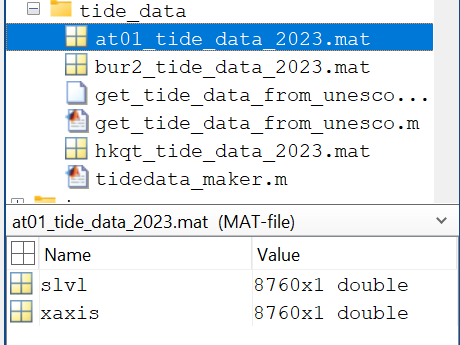 tide_data
at01_tide_data_2023.mat
bur2_tide_data_2023.mat
get_tide_data_from_unesco...
get_tide_data_from_unesco.m
hkqt_tide_data_2023.mat
tidedata_maker.m
at01_tide_data_2023.mat (MAT-file)
Name Value
slvl 8760x1 double
xaxis 8760x1 double